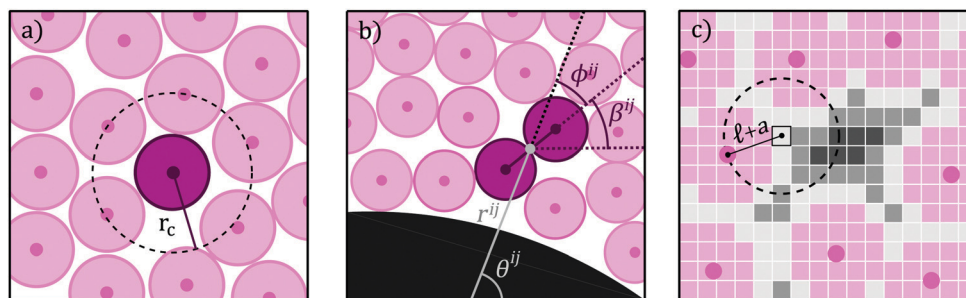 a)
r_c
b)
ϕ^ij
β^ij
r^ij
θ^ij
c)
ℓ+a